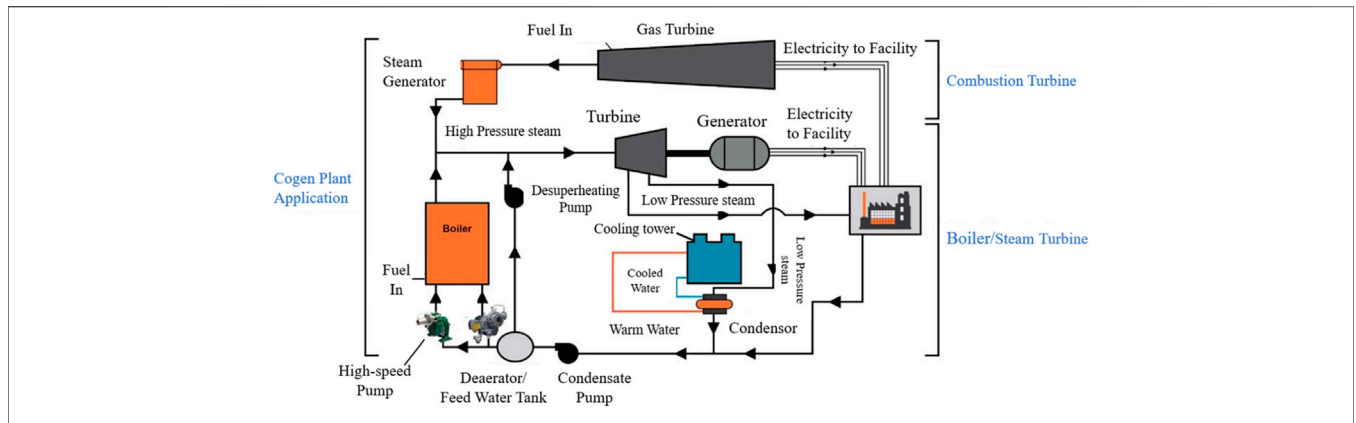 Fuel In
Gas Turbine
Electricity to Facility
Steam
Generator
Combustion Turbine
High Pressure steam
Turbine
Generator
Electricity
to Facility
Cogen Plant
Application
Desuperheating
Pump
Low Pressure steam
Boiler
Cooling tower
Low Pressure
steam
Boiler/Steam Turbine
Fuel
In
Cooled
Water
Warm Water
Condensor
High-speed
Pump
Deaerator/
Feed Water Tank
Condensate
Pump